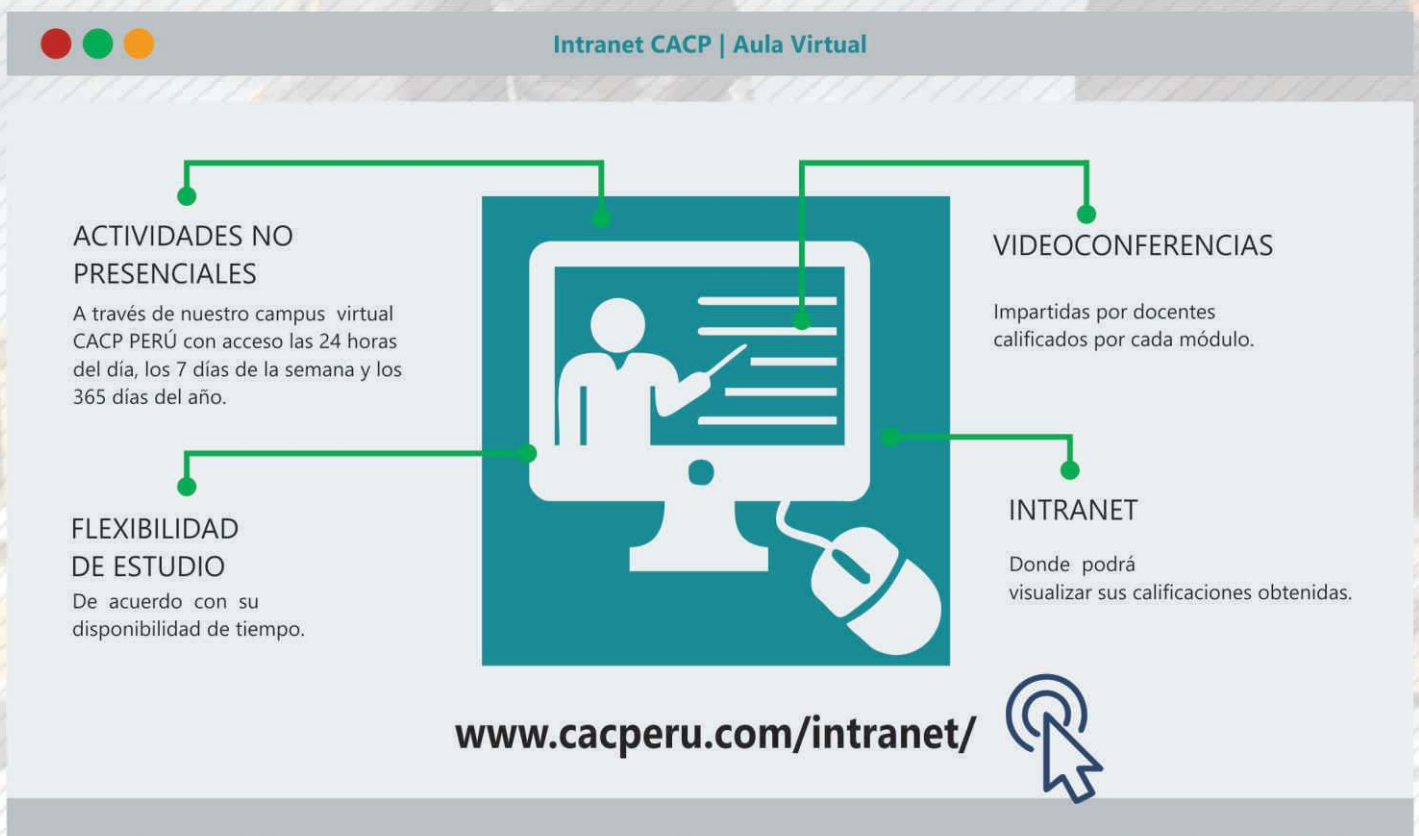 Intranet CACP | Aula Virtual
ACTIVIDADES NO
PRESENCIALES
A través de nuestro campus virtual
CACP PERÚ con acceso las 24 horas
del día, los 7 días de la semana y los
365 días del año.
FLEXIBILIDAD
DE ESTUDIO
De acuerdo con su
disponibilidad de tiempo.
VIDEOCONFERENCIAS
Impartidas por docentes
calificados por cada módulo.
INTRANET
Donde podrá
visualizar sus calificaciones obtenidas.
www.cacperu.com/intranet/